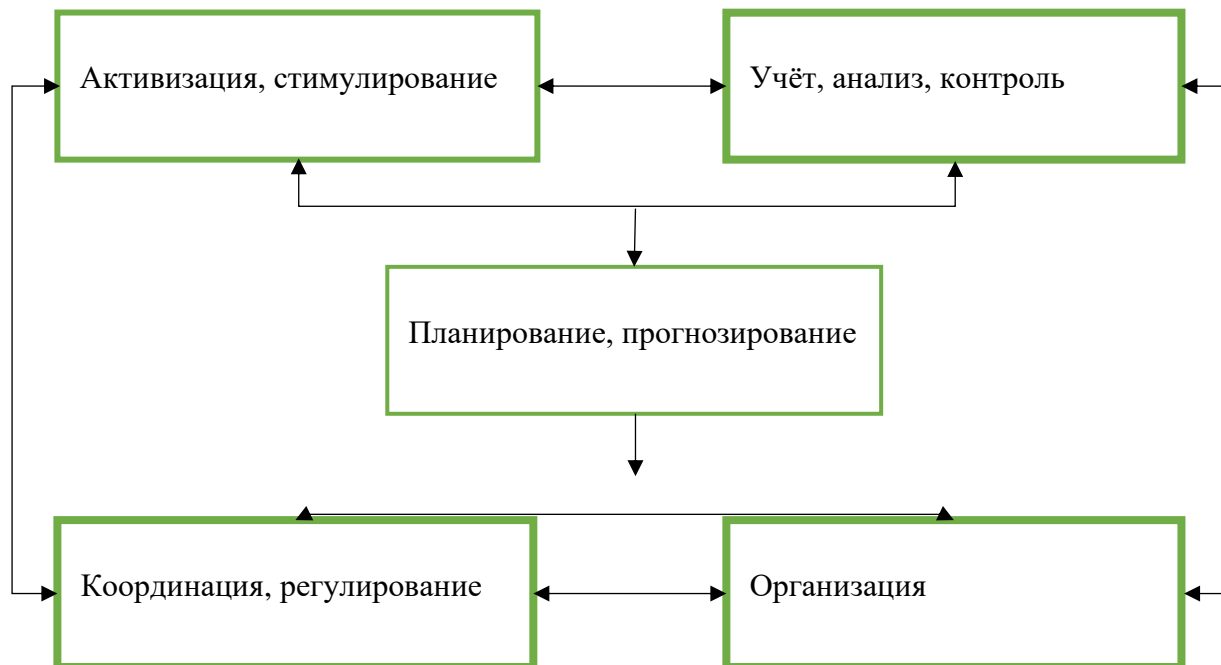 Активизация, стимулирование
Учёт, анализ, контроль
Планирование, прогнозирование
Координация, регулирование
Организация